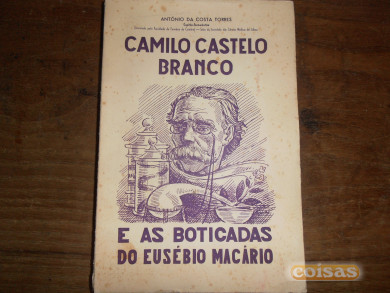 ANTÓNIO DA COSTA TORRES
CAMILO CASTELO
BRANCO
E AS BOTICADAS
DO EUSÉBIO MACÁRIO
coisas